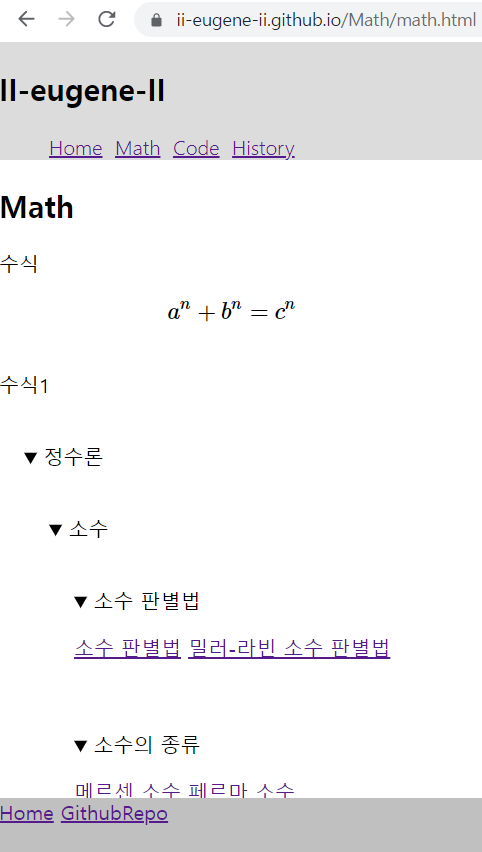 ii-eugene-ii.github.io/Math/math.html
II-eugene-II
Home Math Code History
Math
수식
aⁿ + bⁿ = cⁿ
수식1
▼ 정수론
▼ 소수
▼ 소수 판별법
소수 판별법 밀러-라빈 소수 판별법
▼ 소수의 종류
메르센 소수 페르마 소수
Home GithubRepo